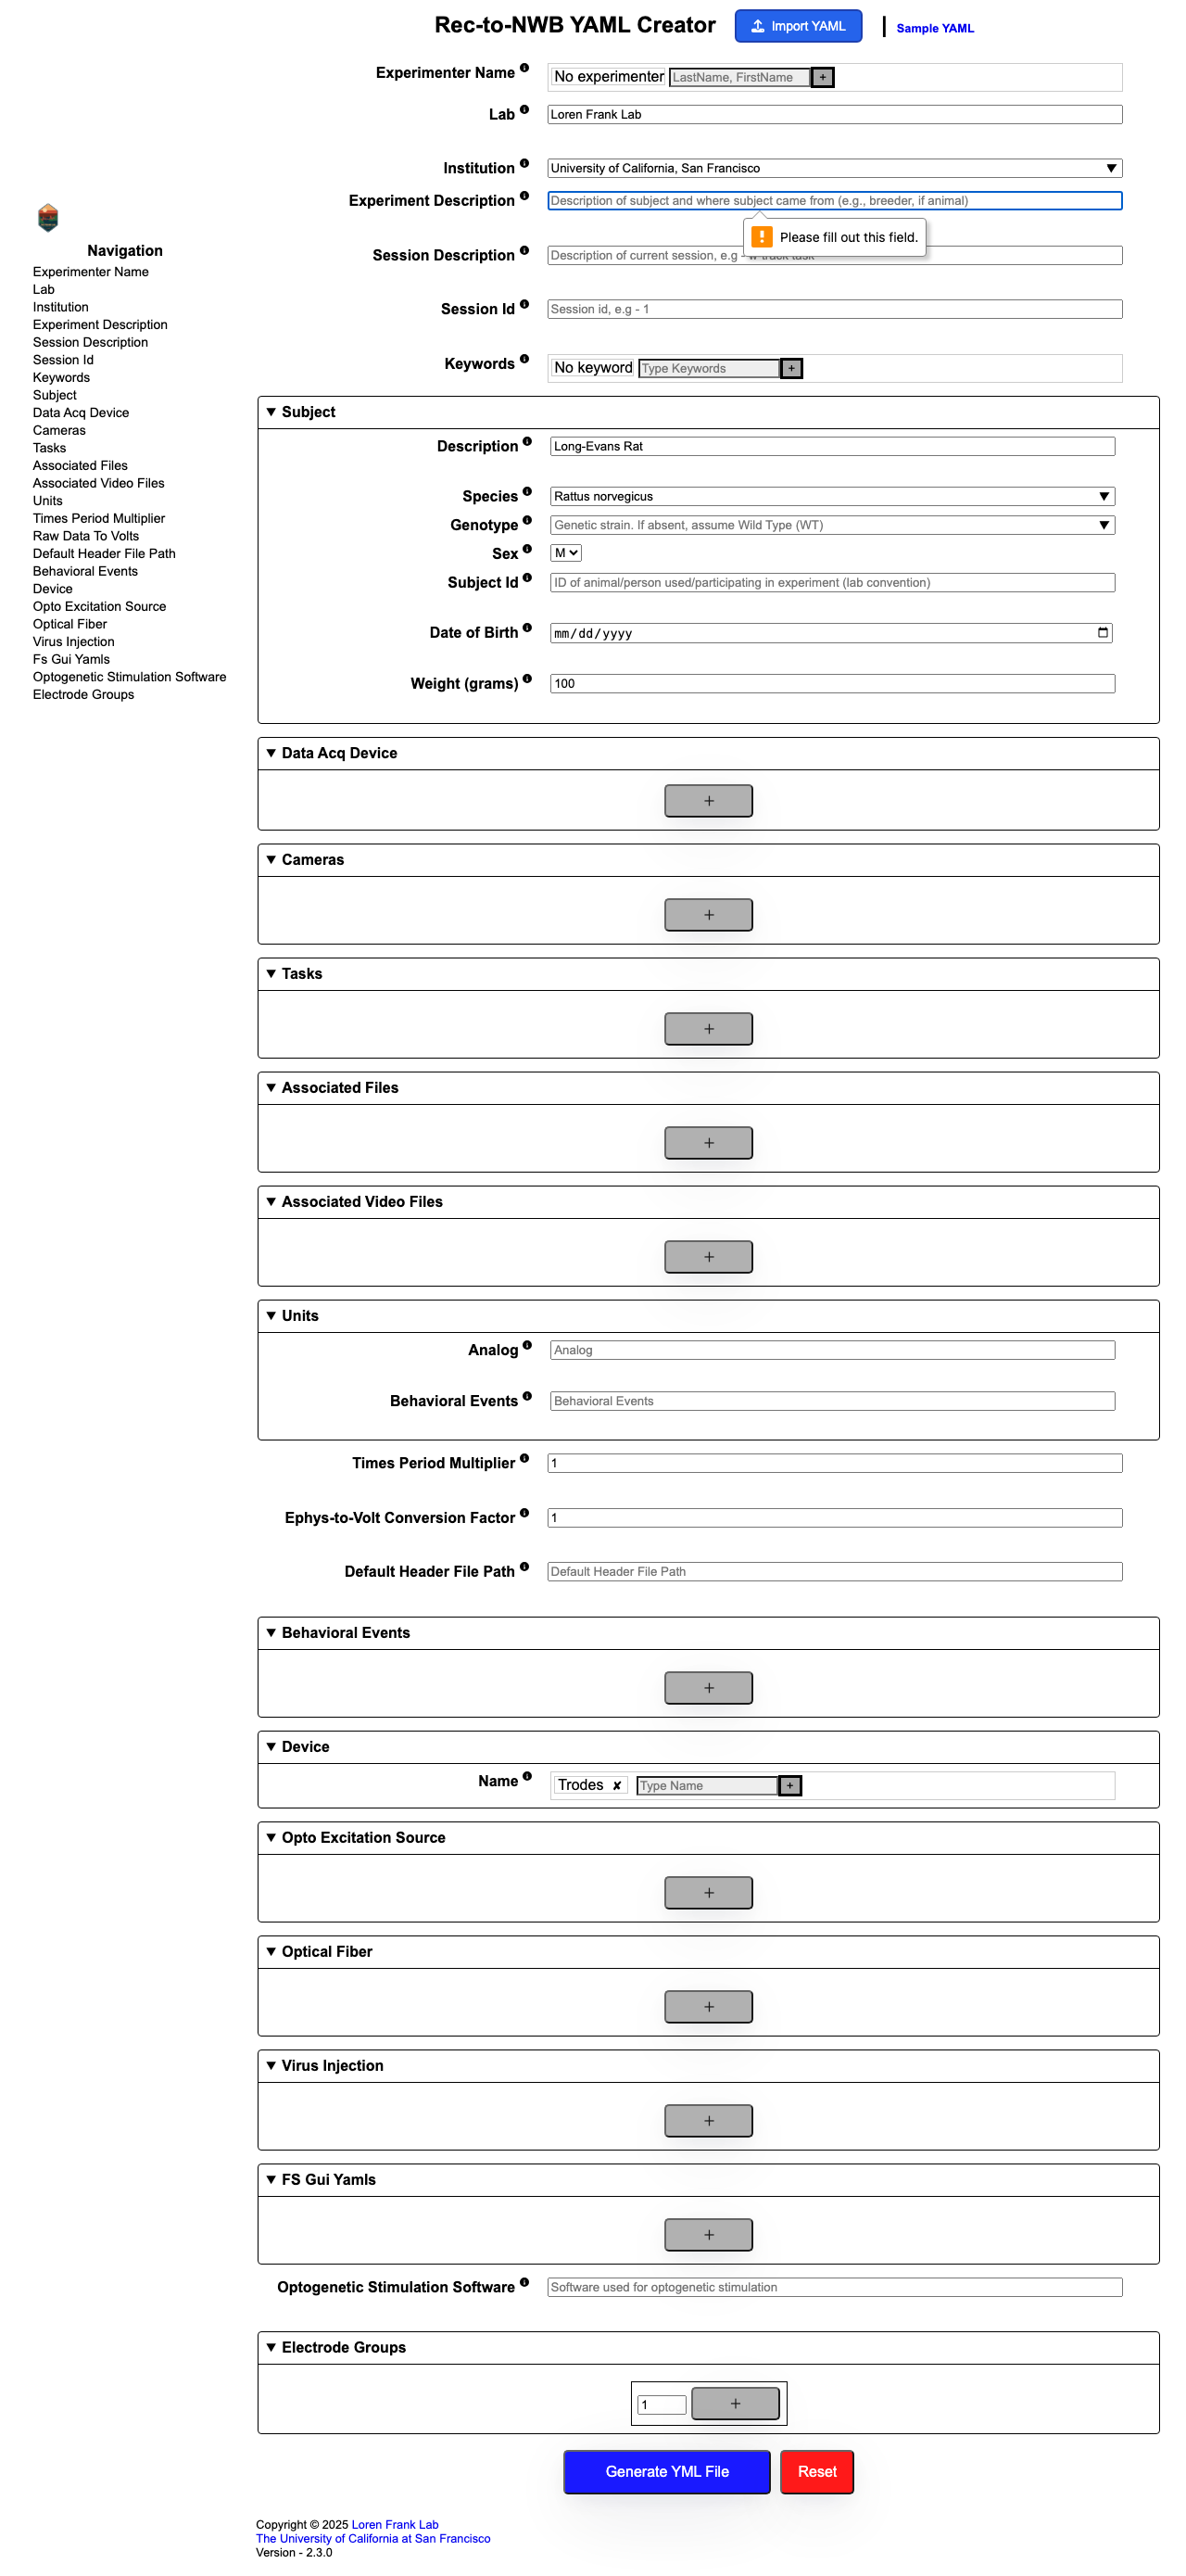 Rec-to-NWB YAML Creator
Import YAML
Sample YAML
Experimenter Name
No experimenter
LastName, FirstName
+
Lab
Loren Frank Lab
Institution
University of California, San Francisco
Experiment Description
Description of subject and where subject came from (e.g., breeder, if animal)
Please fill out this field.
Session Description
Description of current session, e.g - w-track task
Session Id
Session id, e.g - 1
Keywords
No keyword
Type Keywords
+
Navigation
Experimenter Name
Lab
Institution
Experiment Description
Session Description
Session Id
Keywords
Subject
Data Acq Device
Cameras
Tasks
Associated Files
Associated Video Files
Units
Times Period Multiplier
Raw Data To Volts
Default Header File Path
Behavioral Events
Device
Opto Excitation Source
Optical Fiber
Virus Injection
Fs Gui Yamls
Optogenetic Stimulation Software
Electrode Groups
Subject
Description
Long-Evans Rat
Species
Rattus norvegicus
Genotype
Genetic strain. If absent, assume Wild Type (WT)
Sex
M
Subject Id
ID of animal/person used/participating in experiment (lab convention)
Date of Birth
mm/dd/yyyy
Weight (grams)
100
Data Acq Device
+
Cameras
+
Tasks
+
Associated Files
+
Associated Video Files
+
Units
Analog
Analog
Behavioral Events
Behavioral Events
Times Period Multiplier
1
Ephys-to-Volt Conversion Factor
1
Default Header File Path
Default Header File Path
Behavioral Events
+
Device
Name
Trodes ✘
Type Name
+
Opto Excitation Source
+
Optical Fiber
+
Virus Injection
+
FS Gui Yamls
+
Optogenetic Stimulation Software
Software used for optogenetic stimulation
Electrode Groups
1
+
Generate YML File
Reset
Copyright © 2025 Loren Frank Lab
The University of California at San Francisco
Version - 2.3.0